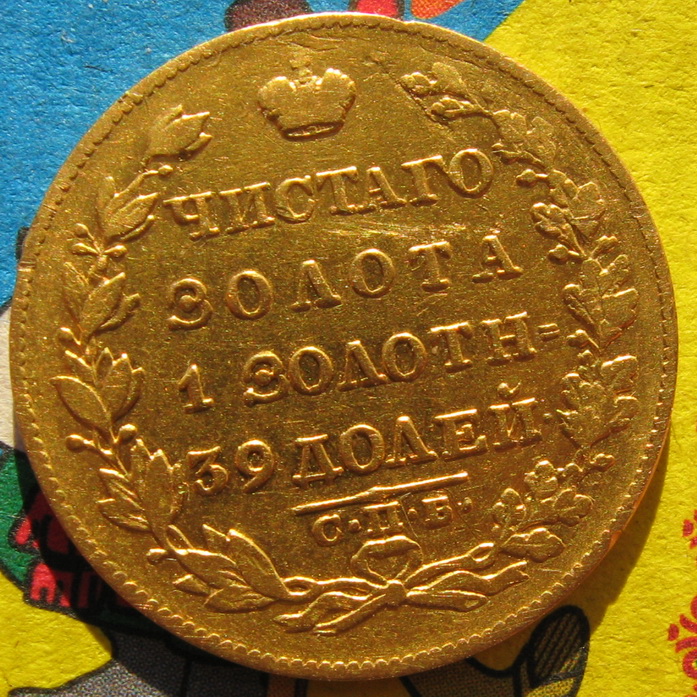 ЧИСТАГО
ЗОЛОТА
1 ЗОЛОТН=
39 ДОЛЕЙ·
С·П·Б·